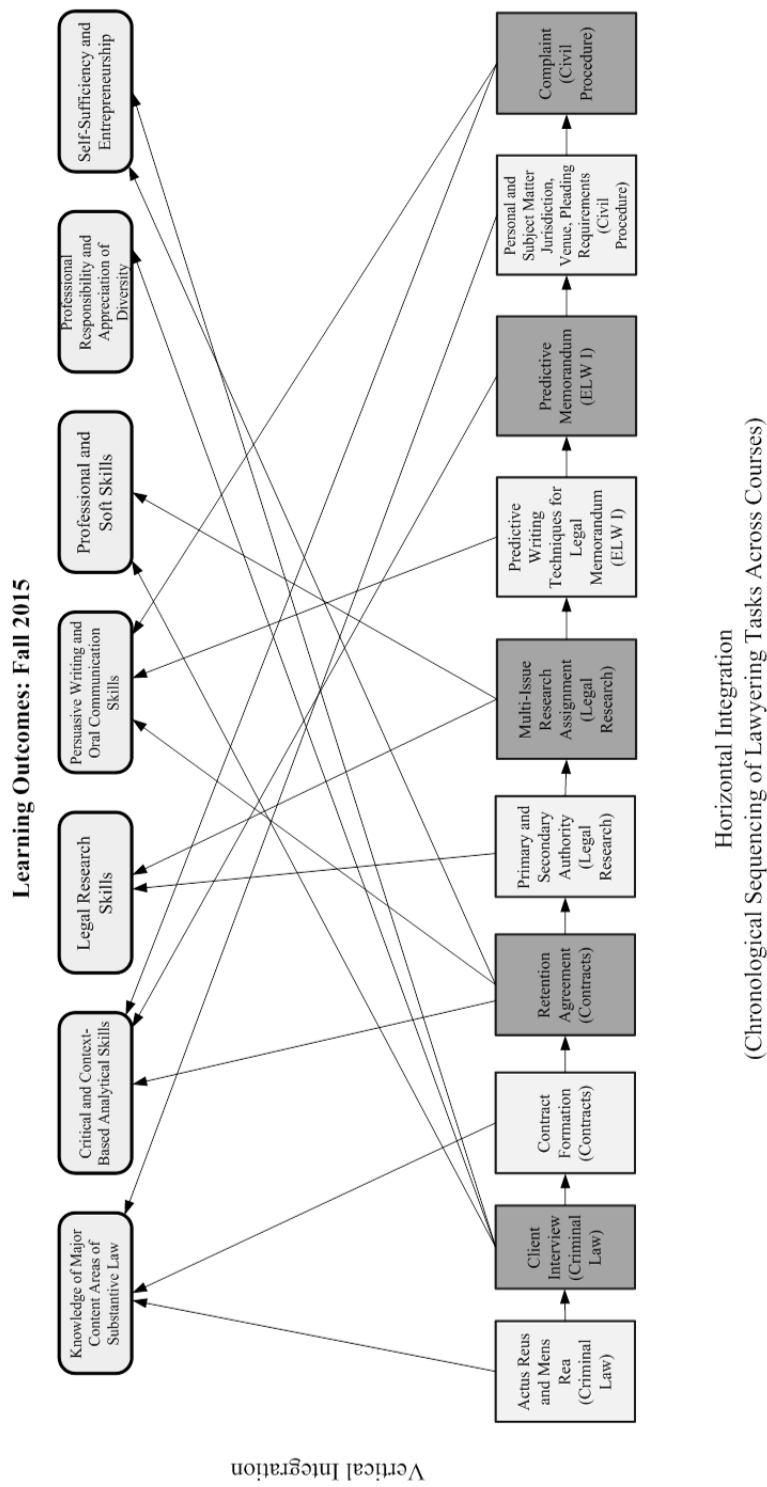 Learning Outcomes: Fall 2015
Knowledge of Major
Content Areas of
Substantive Law
Critical and Context-
Based Analytical Skills
Legal Research
Skills
Persuasive Writing and
Oral Communication
Skills
Professional and
Soft Skills
Professional
Responsibility and
Appreciation of
Diversity
Self-Sufficiency and
Entrepreneurship
Vertical Integration
Actus Reus
and Mens
Rea
(Criminal
Law)
Client
Interview
(Criminal
Law)
Contract
Formation
(Contracts)
Retention
Agreement
(Contracts)
Primary and
Secondary
Authority
(Legal
Research)
Multi-Issue
Research
Assignment
(Legal
Research)
Predictive
Writing
Techniques for
Legal
Memorandum
(ELW I)
Predictive
Memorandum
(ELW I)
Personal and
Subject Matter
Jurisdiction,
Venue, Pleading
Requirements
(Civil
Procedure)
Complaint
(Civil
Procedure)
Horizontal Integration
(Chronological Sequencing of Lawyering Tasks Across Courses)